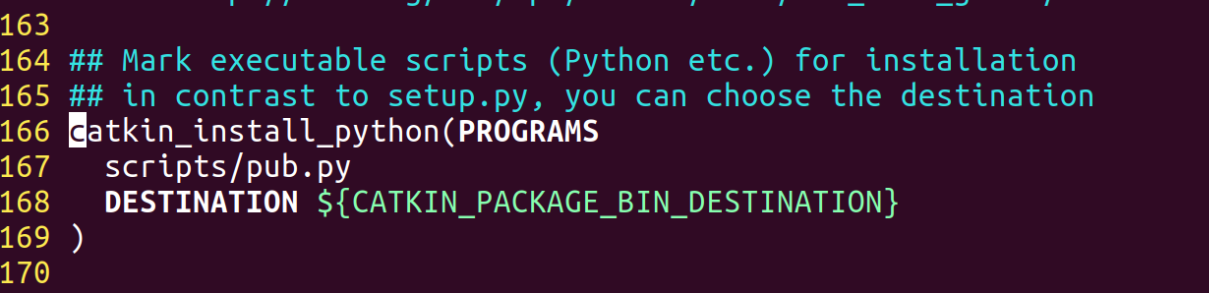 163
164 ## Mark executable scripts (Python etc.) for installation
165 ## in contrast to setup.py, you can choose the destination
166 catkin_install_python(PROGRAMS
167   scripts/pub.py
168   DESTINATION ${CATKIN_PACKAGE_BIN_DESTINATION}
169 )
170